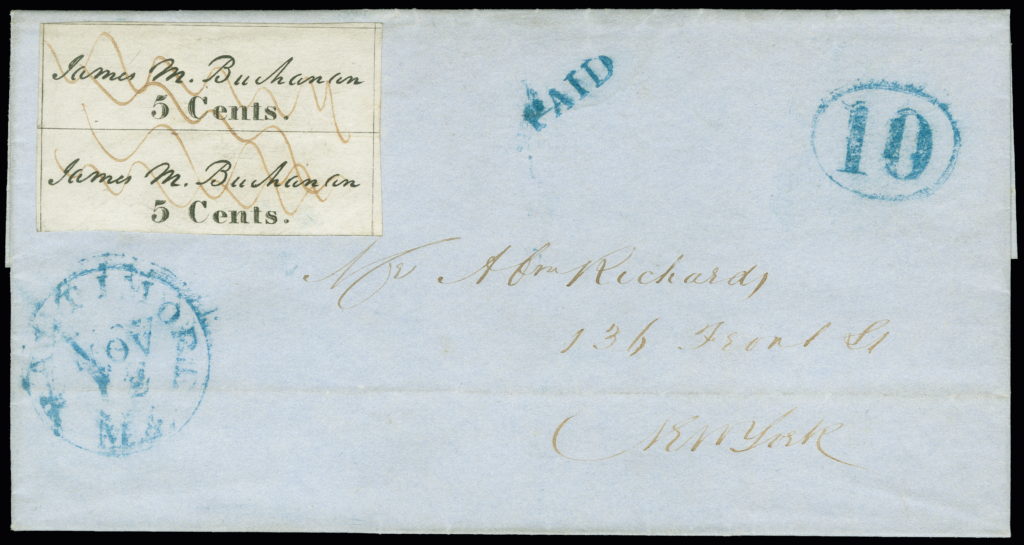 James M. Buchanan
5 Cents.
James M. Buchanan
5 Cents.
PAID
10
BALTIMORE
NOV
Md.
Mr Abm Richards
136 Front St
New York